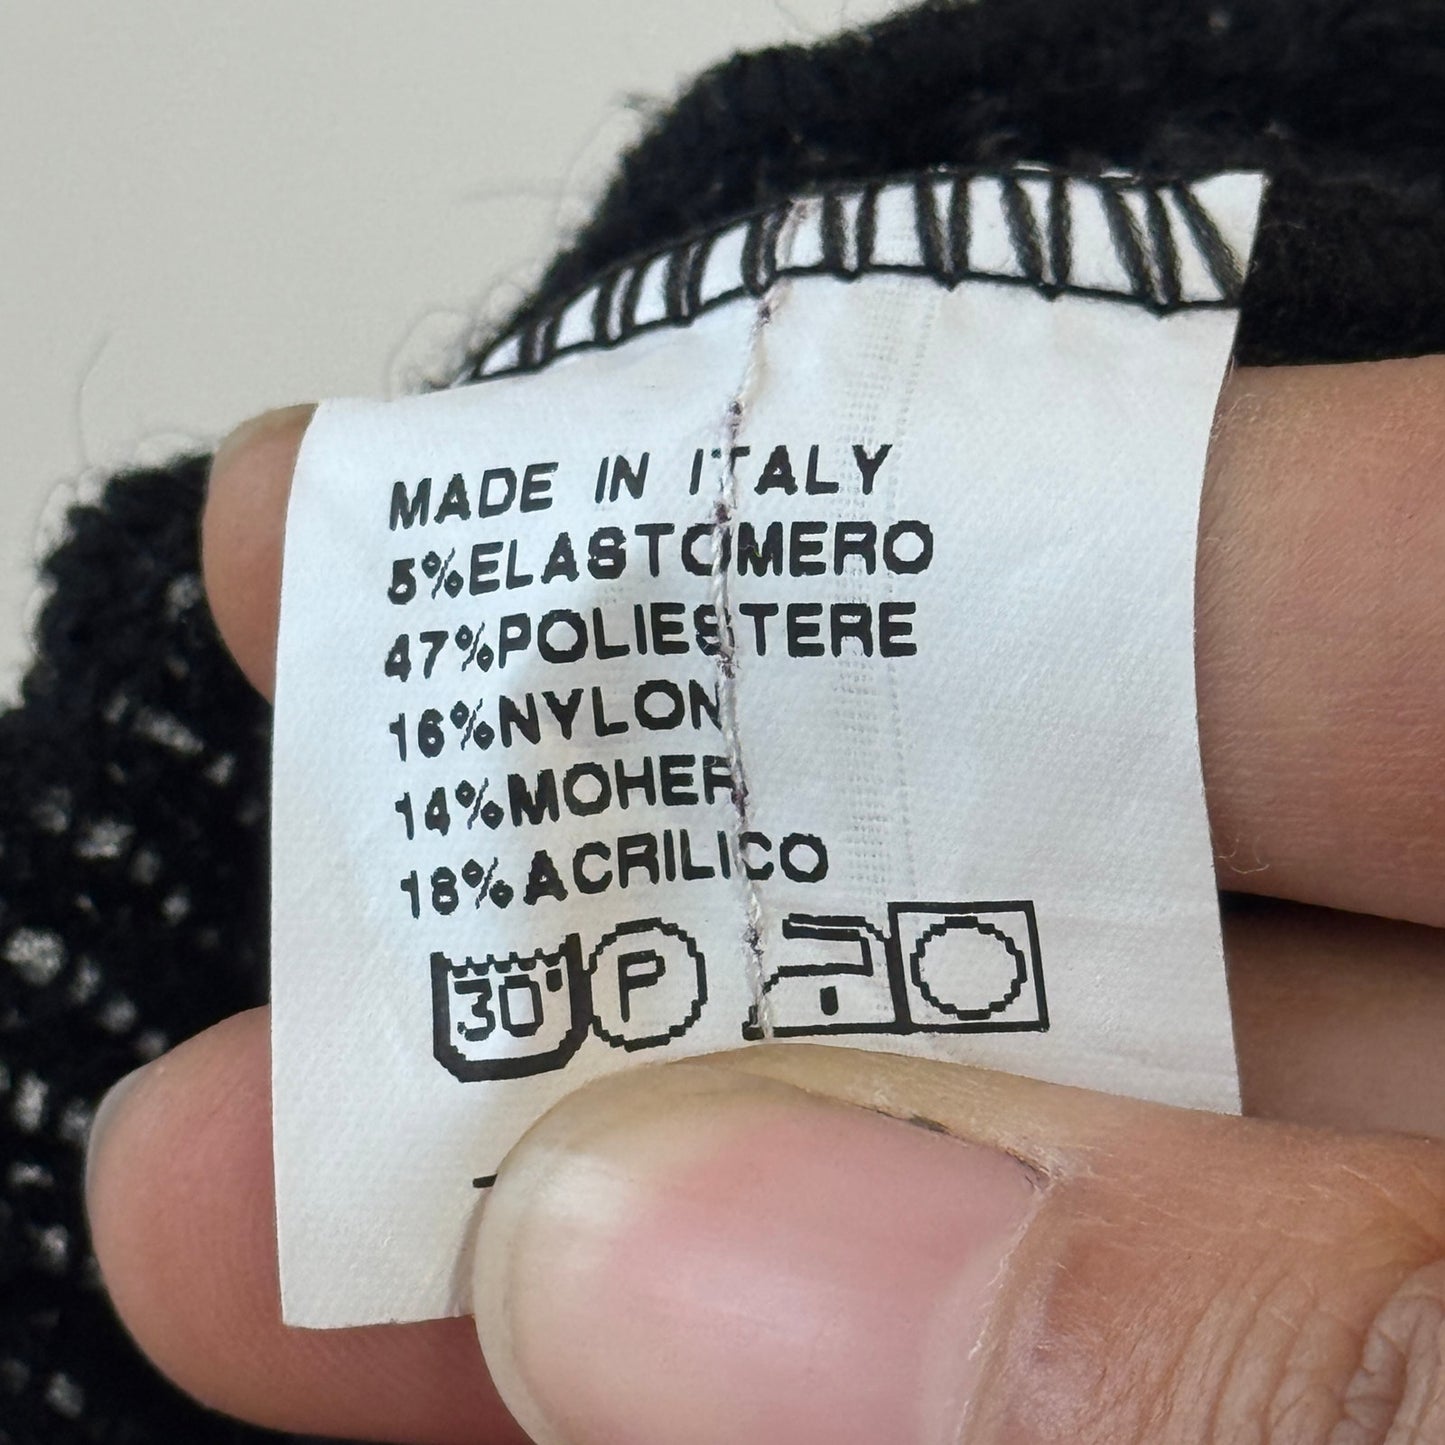 MADE IN ITALY
5%ELASTOMERO
47%POLIESTERE
16%NYLON
14%MOHER
18%ACRILICO
30° P